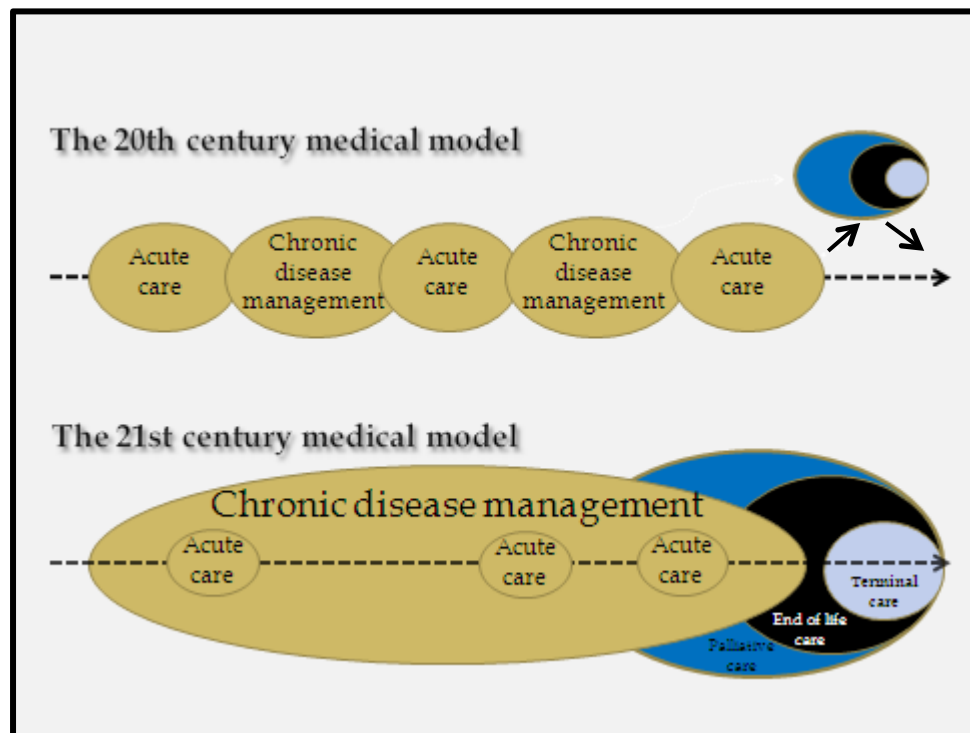 The 20th century medical model
Acute
care
Chronic
disease
management
Acute
care
Chronic
disease
management
Acute
care
The 21st century medical model
Chronic disease management
Acute
care
Acute
care
Acute
care
Terminal
care
End of life
care
Palliative
care